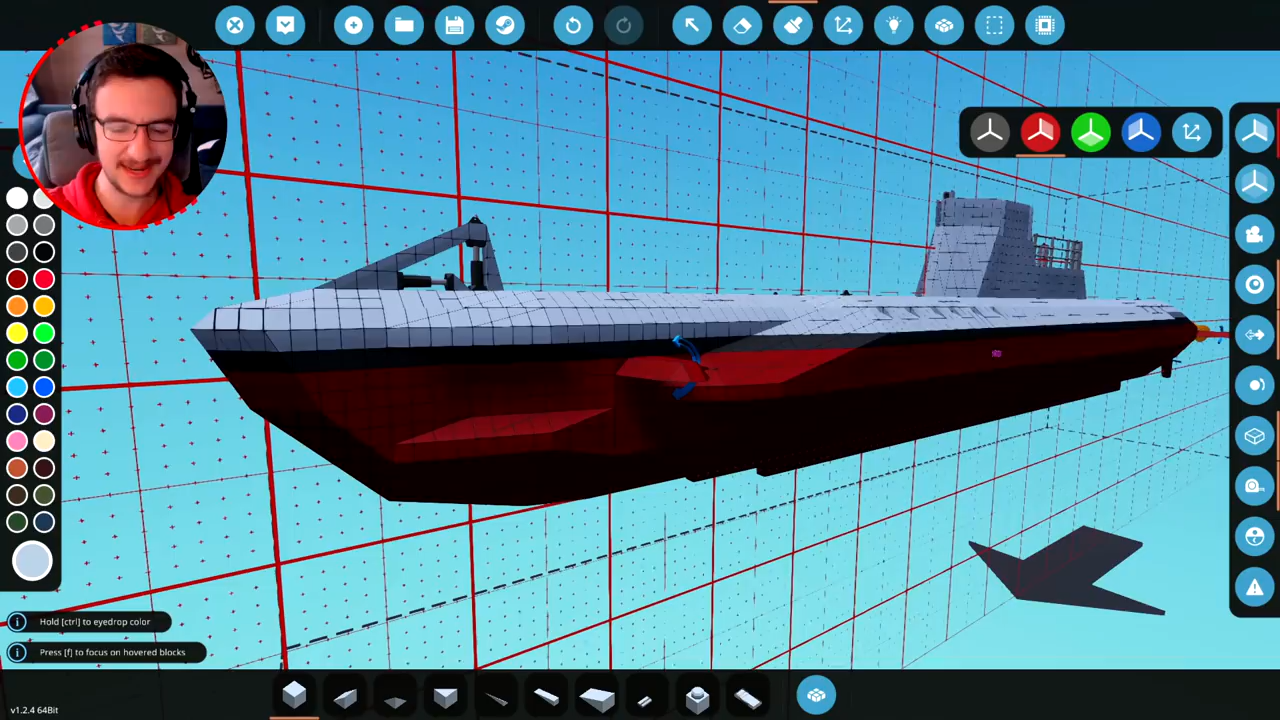 Hold [ctrl] to eyedrop color
Press [f] to focus on hovered blocks
v1.2.4 64Bit